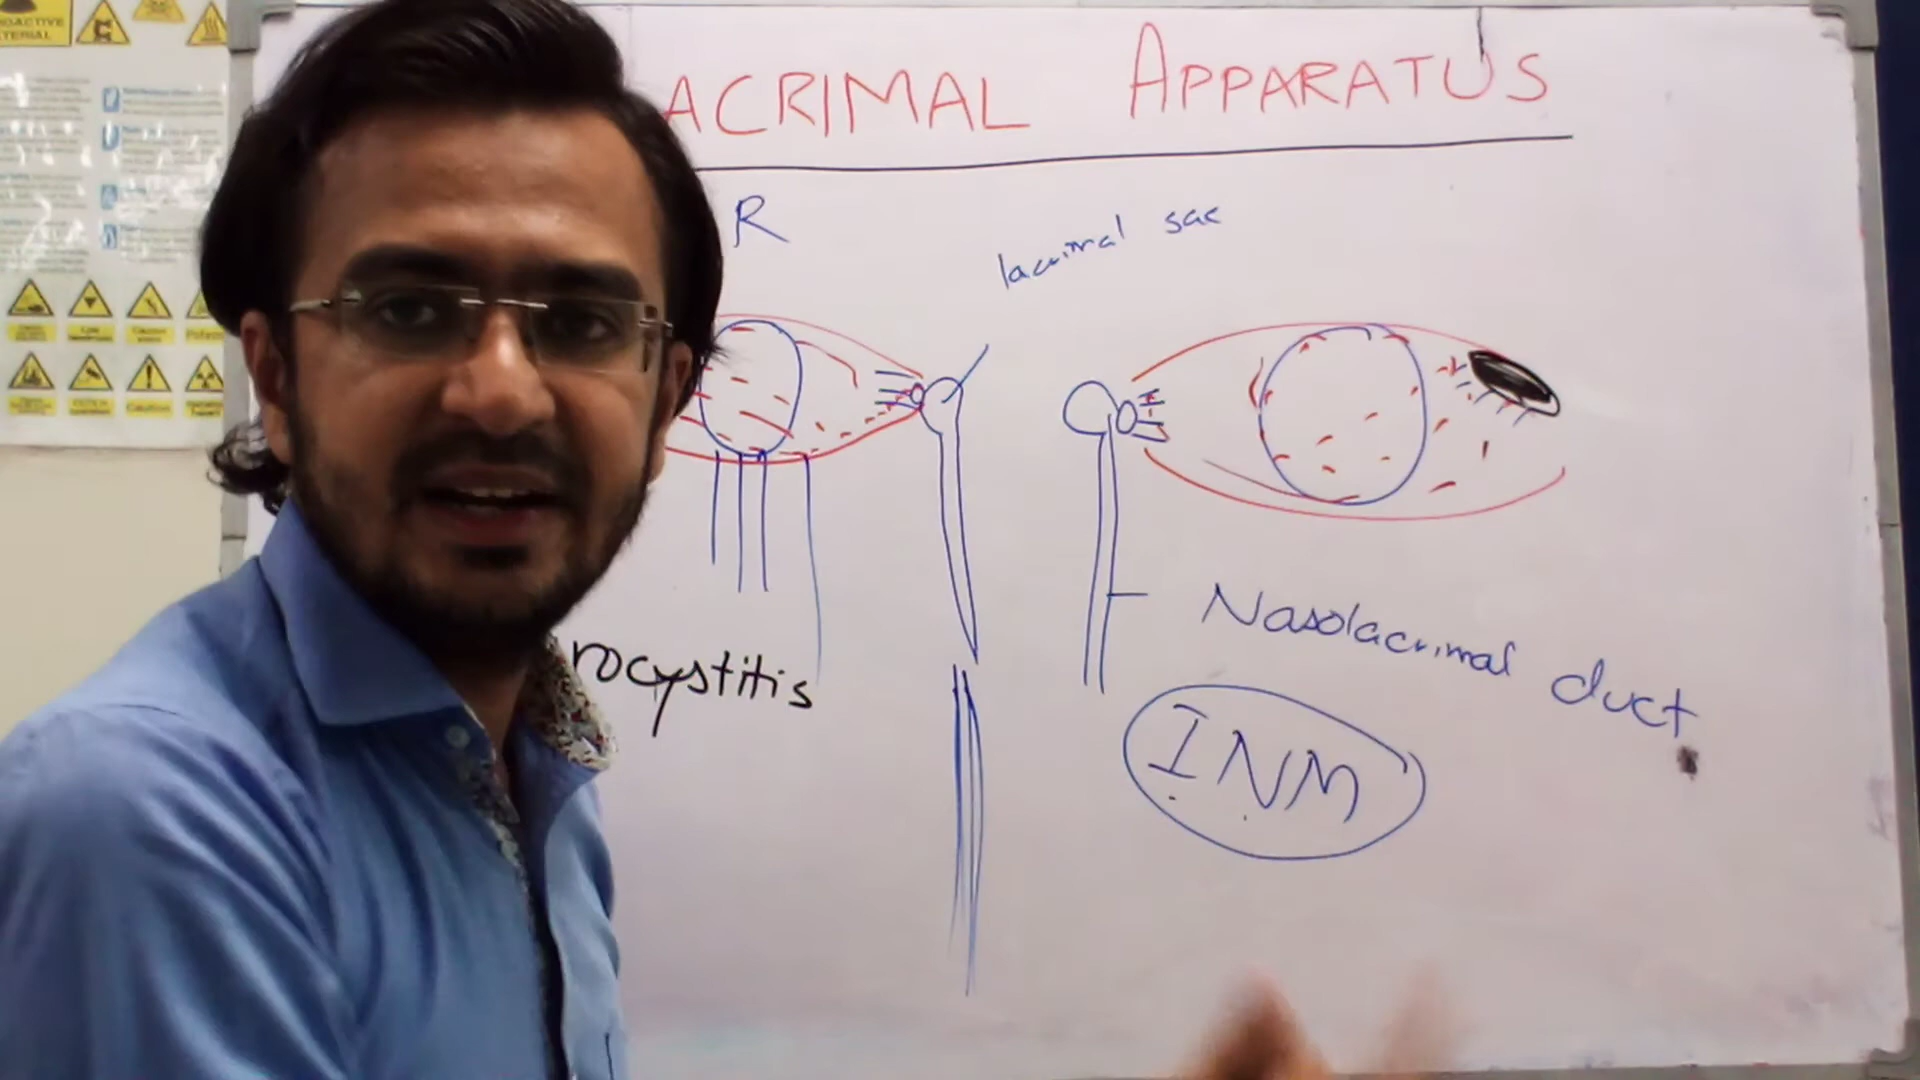 ACRIMAL APPARATUS
R
lacrimal sac
Nasolacrimal duct
rocystitis
INM